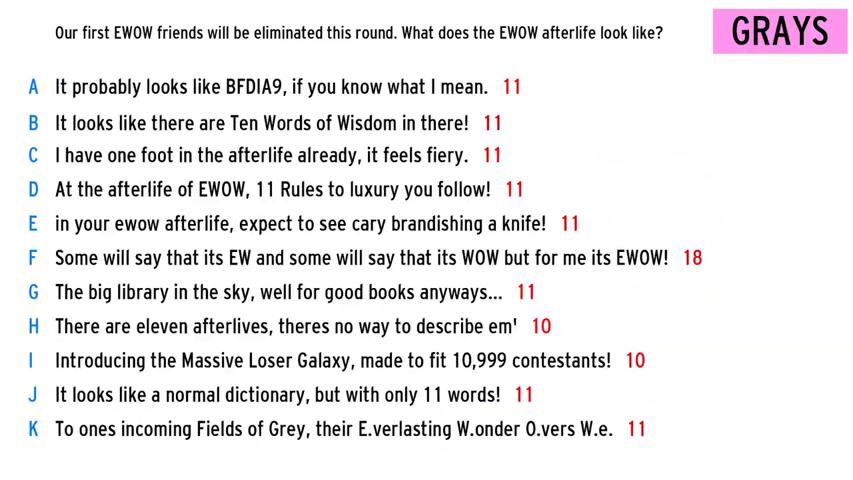 Our first EWOW friends will be eliminated this round. What does the EWOW afterlife look like?
GRAYS
A It probably looks like BFDIA9, if you know what I mean. 11
B It looks like there are Ten Words of Wisdom in there! 11
C I have one foot in the afterlife already, it feels fiery. 11
D At the afterlife of EWOW, 11 Rules to luxury you follow! 11
E in your ewow afterlife, expect to see cary brandishing a knife! 11
F Some will say that its EW and some will say that its WOW but for me its EWOW! 18
G The big library in the sky, well for good books anyways... 11
H There are eleven afterlives, theres no way to describe em' 10
I Introducing the Massive Loser Galaxy, made to fit 10,999 contestants! 10
J It looks like a normal dictionary, but with only 11 words! 11
K To ones incoming Fields of Grey, their E.verlasting W.onder O.vers W.e. 11